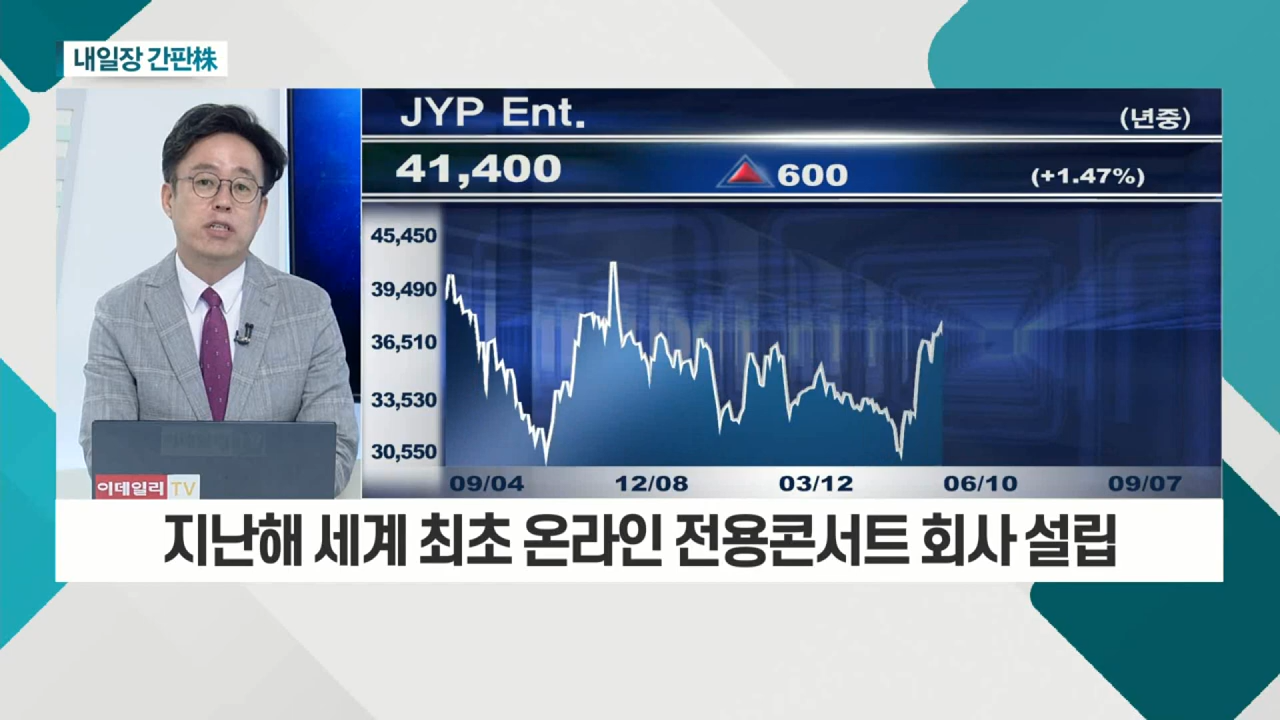 내일장 간판株
JYP Ent. (년중)
41,400 600 (+1.47%)
45,450
39,490
36,510
33,530
30,550
09/04 12/08 03/12 06/10 09/07
이데일리 TV
지난해 세계 최초 온라인 전용콘서트 회사 설립